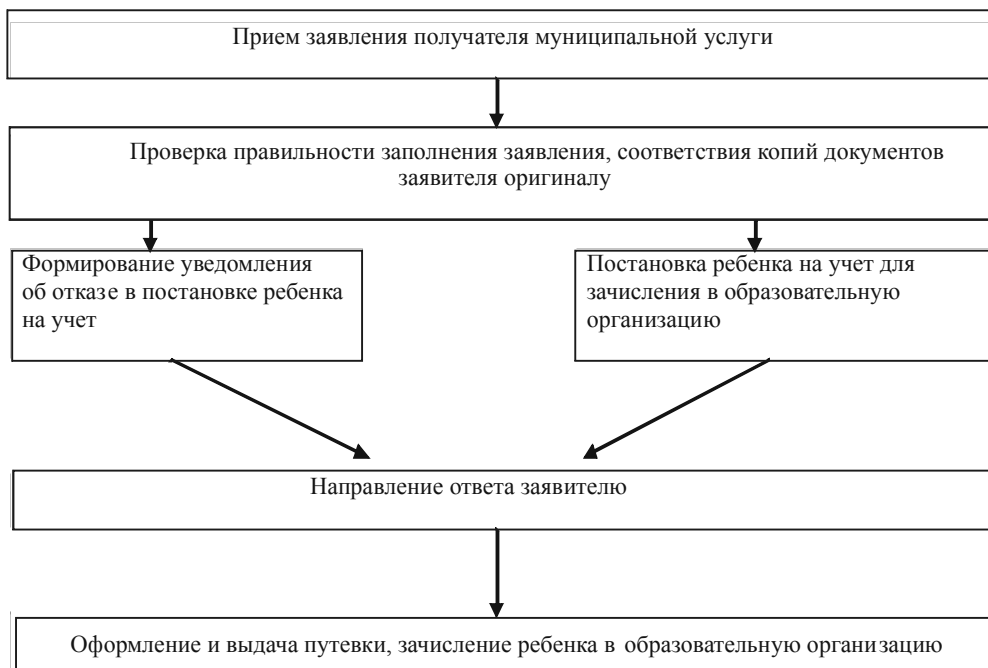 Прием заявления получателя муниципальной услуги
Проверка правильности заполнения заявления, соответствия копий документов
заявителя оригиналу
Формирование уведомления
об отказе в постановке ребенка
на учет
Постановка ребенка на учет для
зачисления в образовательную
организацию
Направление ответа заявителю
Оформление и выдача путевки, зачисление ребенка в образовательную организацию